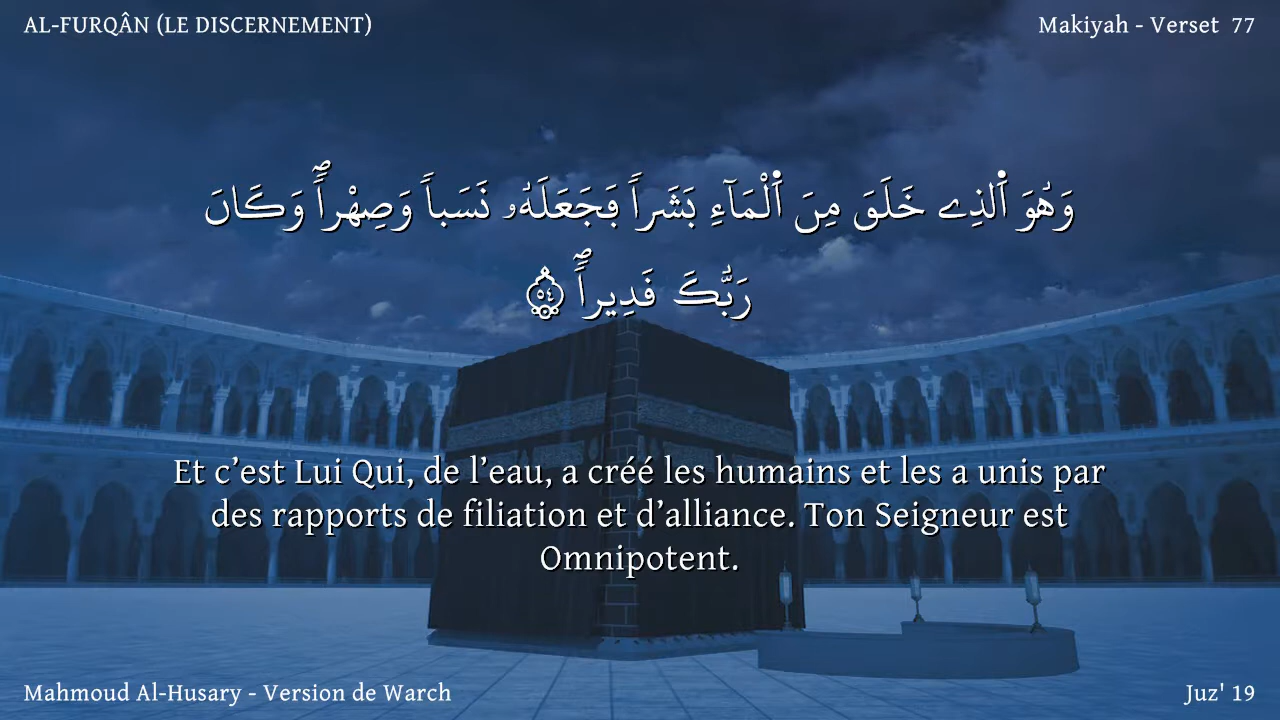 AL-FURQÂN (LE DISCERNEMENT)
Makiyah - Verset 77
وَهُوَ اَ۬لذِے خَلَقَ مِنَ اَ۬لْمَآءِ بَشَراٗ فَجَعَلَهُۥ نَسَباٗ وَصِهْراٗۖ وَكَانَ
رَبُّكَ قَدِيراٗۖ ٥٤
Et c’est Lui Qui, de l’eau, a créé les humains et les a unis par
des rapports de filiation et d’alliance. Ton Seigneur est
Omnipotent.
Mahmoud Al-Husary - Version de Warch
Juz' 19